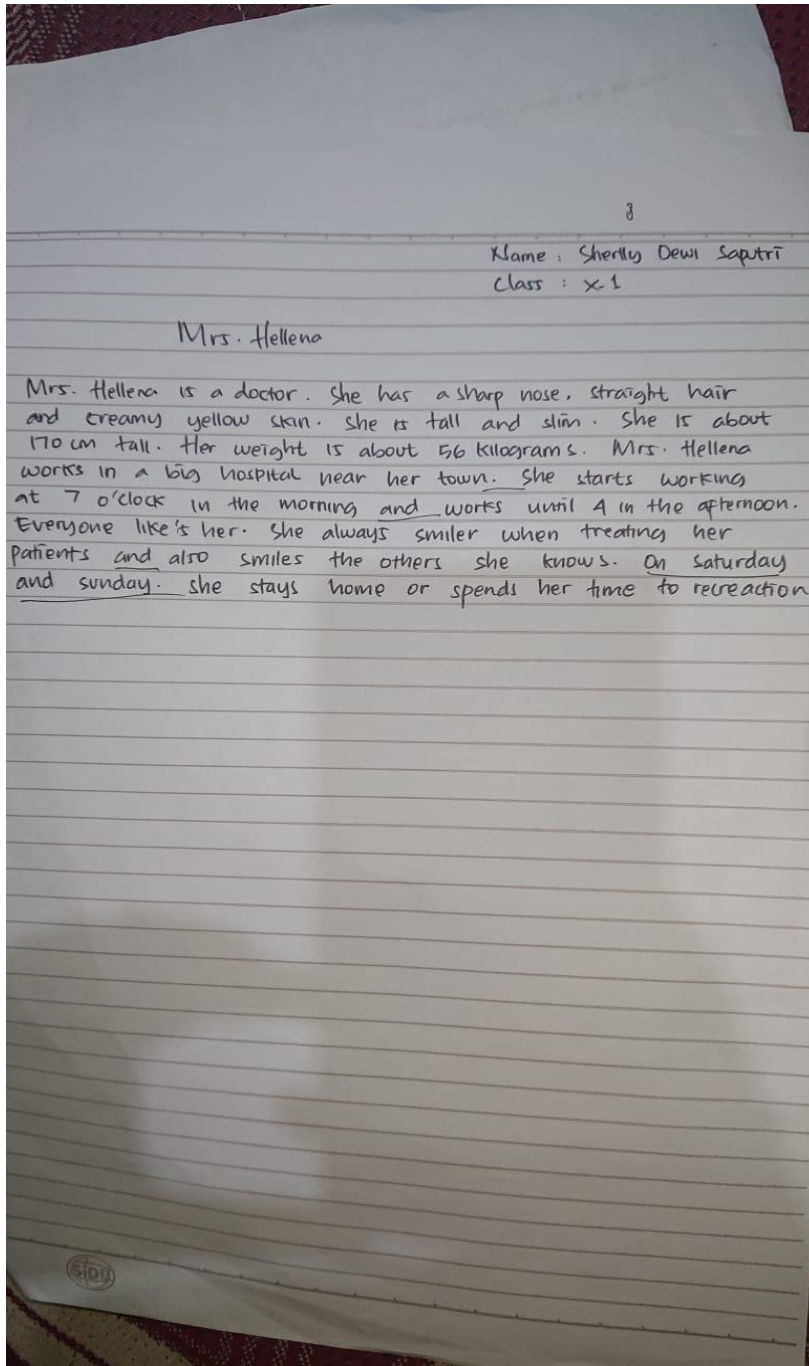 8
Name : Sherlly Dewi Saputri
Class : X-1
Mrs. Hellena
Mrs. Hellena is a doctor. She has a sharp nose, straight hair
and creamy yellow skin. She is tall and slim. She is about
170 cm tall. Her weight is about 56 kilograms. Mrs. Hellena
works in a big hospital near her town. She starts working
at 7 o'clock in the morning and works until 4 in the afternoon.
Everyone like's her. She always smiler when treating her
patients and also smiles the others she knows. On saturday
and sunday. she stays home or spends her time to recreaction
SiDU